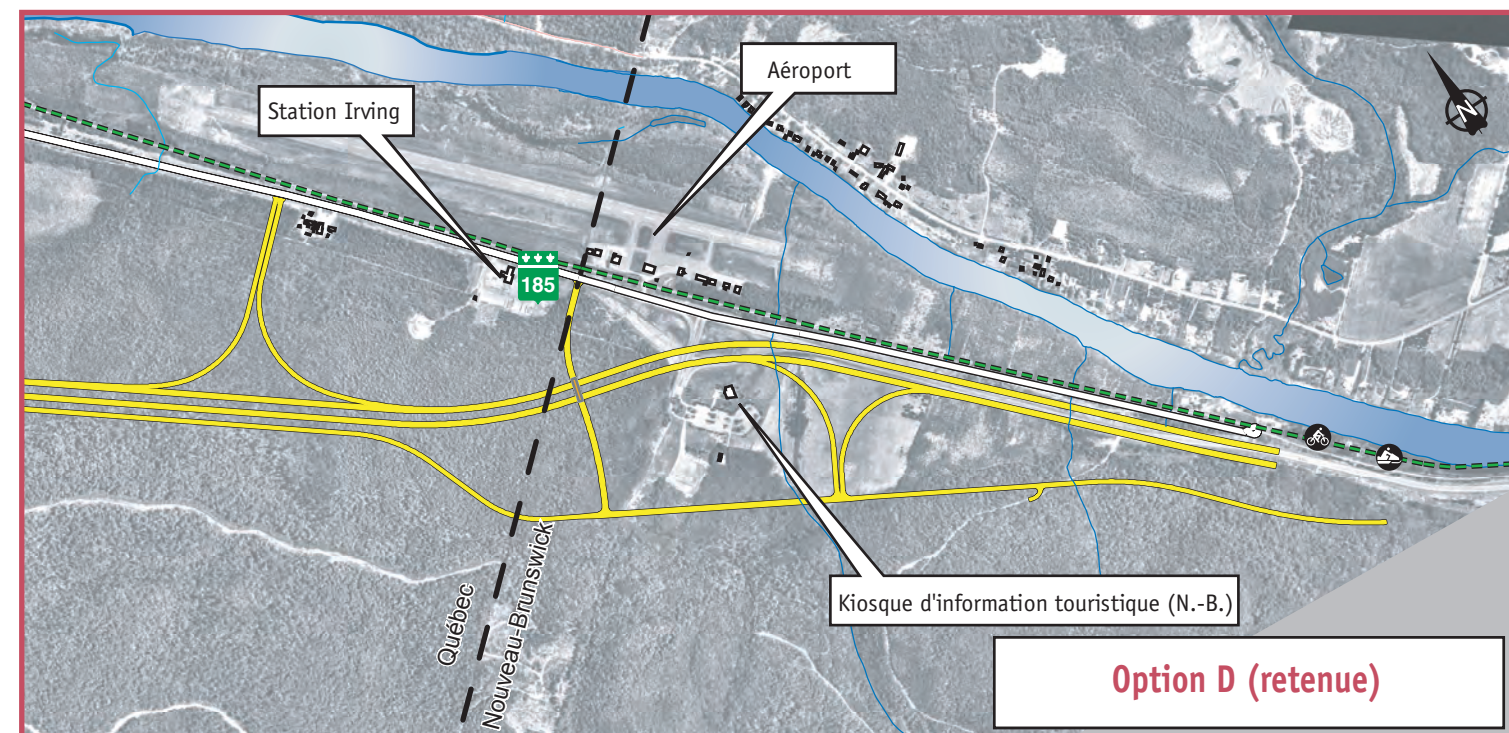 Aéroport
Station Irving
N
185
Kiosque d'information touristique (N.-B.)
Québec
Nouveau-Brunswick
Option D (retenue)